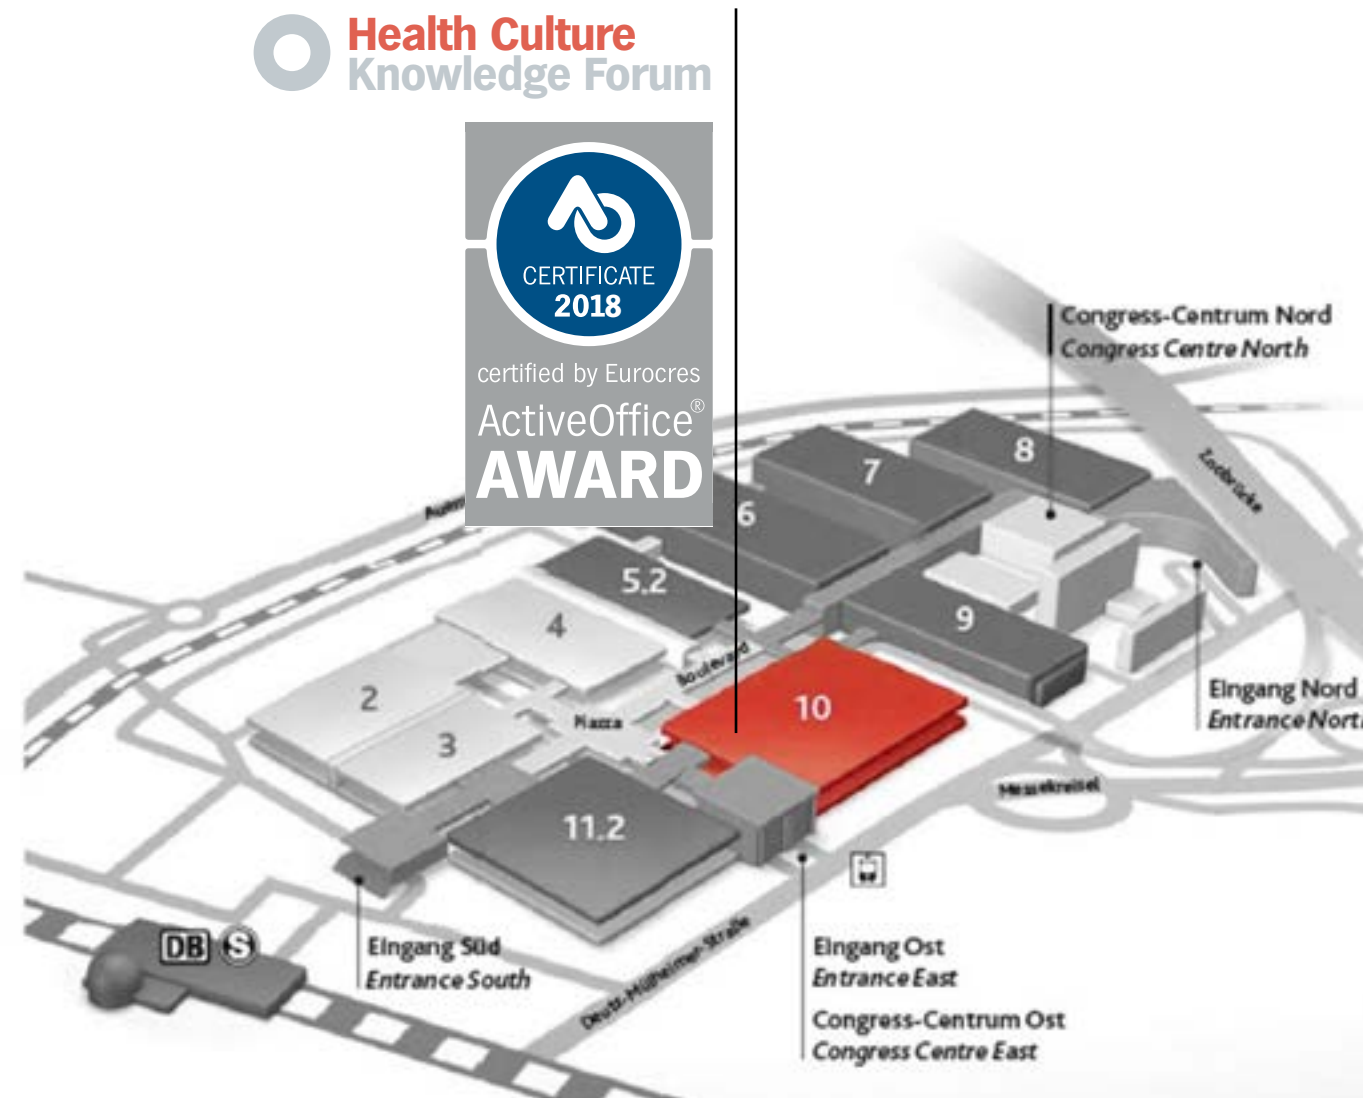 Health Culture
Knowledge Forum
CERTIFICATE
2018
certified by Eurocres
ActiveOffice®
AWARD
Congress-Centrum Nord
Congress Centre North
8
7
Zoobrücke
6
5.2
4
9
Boulevard
2
10
Eingang Nord
Entrance North
Piazza
3
Messekreisel
11.2
DB S
Eingang Süd
Entrance South
Deutz-Mülheimer-Straße
Eingang Ost
Entrance East
Congress-Centrum Ost
Congress Centre East